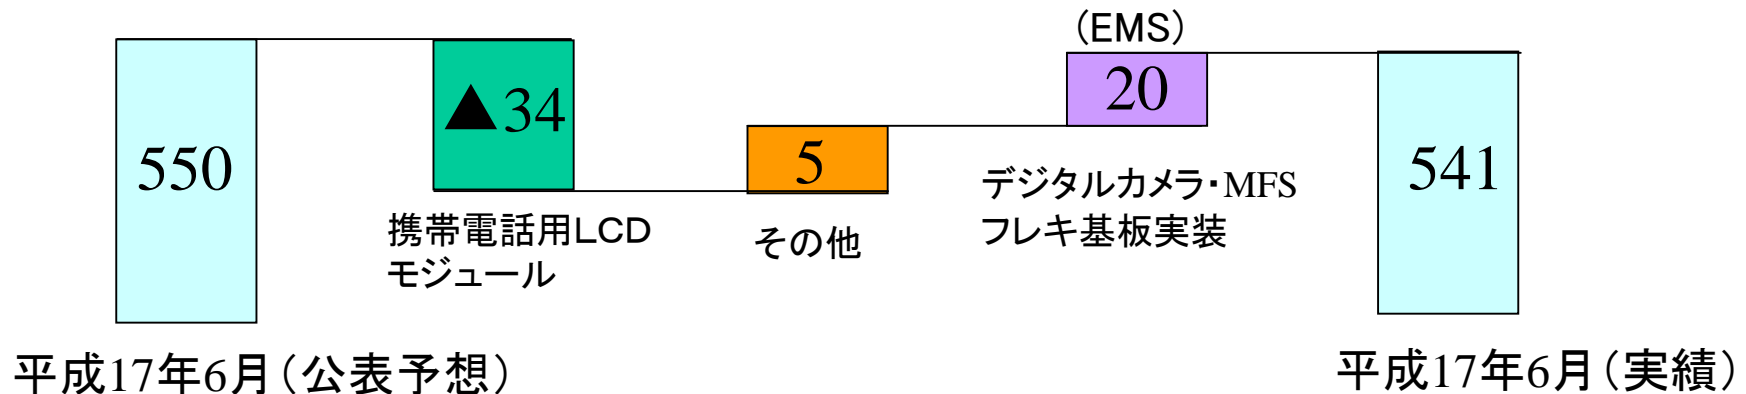 (EMS)
550
▲34
5
20
541
携帯電話用LCD
モジュール
その他
デジタルカメラ・MFS
フレキ基板実装
平成17年6月(公表予想)
平成17年6月(実績)